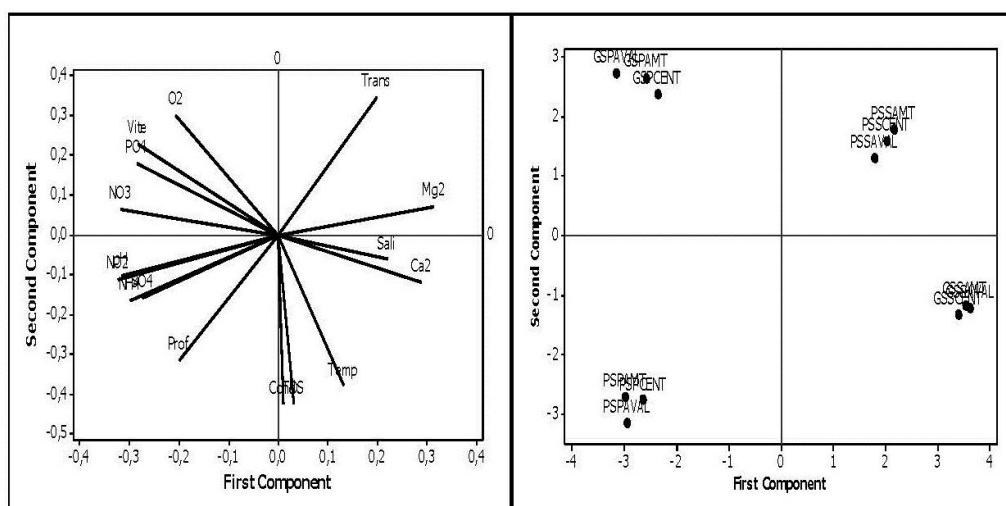 0
0,4
Trans
0,3
O2
Vite
PO4
0,2
NO3
Mg2
0,1
0,0
0
Sali
Ca2
-0,1
NO2
-0,2
Prof
-0,3
Temp
-0,4
-0,5
-0,4
-0,3
-0,2
-0,1
0,0
0,1
0,2
0,3
0,4
First Component
Second Component
3
GSPAVAL
GSPAMT
GSPCENT
2
PSSAMT
PSSCENT
PSSAVAL
1
0
-1
GSSAMT
GSSAVAL
GSSCENT
-2
PSPAMT
PSPCENT
PSPAVAL
-3
-4
-3
-2
-1
0
1
2
3
4
First Component
Second Component